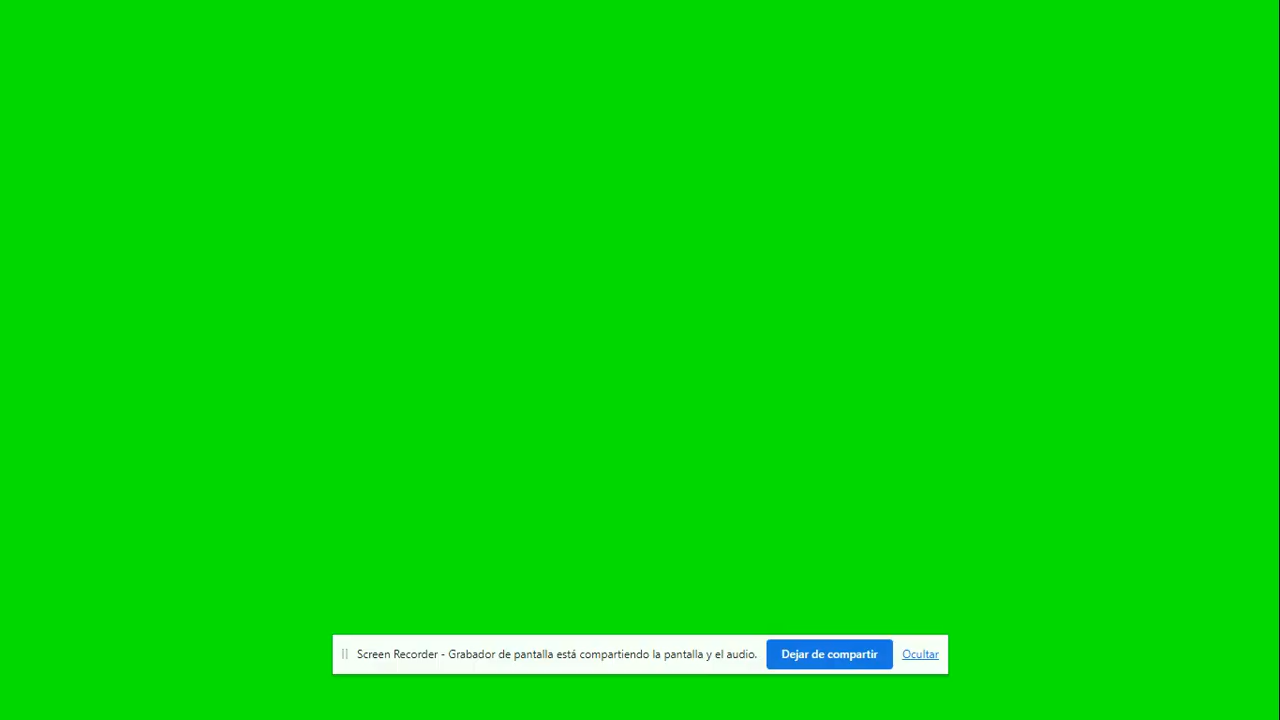 Screen Recorder - Grabador de pantalla está compartiendo la pantalla y el audio. Dejar de compartir Ocultar